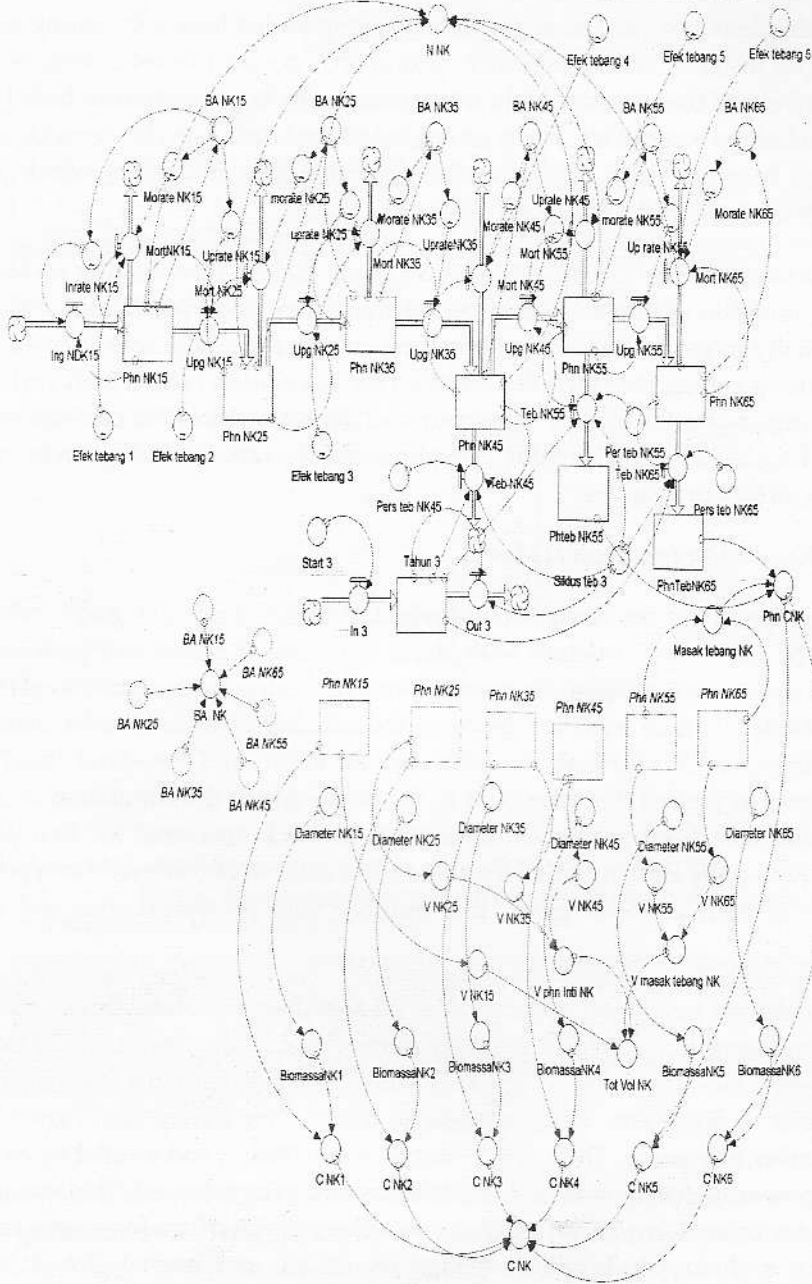 N NK
Efek tebang 4
Efek tebang 5
Efek tebang 5
BA NK15
BA NK25
BA NK35
BA NK45
BA NK55
BA NK65
Morate NK15
morate NK25
Morate NK35
Morate NK45
Uprate NK45
morate NK55
Up rate NK55
Morate NK65
Inrate NK15
MortNK15
Uprate NK15
Mort NK25
uprate NK25
Mort NK35
UprateNK35
Mort NK45
Mort NK55
Mort NK65
Ing NDK15
Phn NK15
Upg NK15
Phn NK25
Upg NK25
Phn NK35
Upg NK35
Phn NK45
Upg NK45
Phn NK55
Upg NK55
Phn NK65
Efek tebang 1
Efek tebang 2
Efek tebang 3
Pers teb NK45
Teb-NK45
Teb NK55
Per teb NK55
Teb NK65
Pers teb NK65
Phteb NK55
PhnTebNK65
Start 3
Tahun 3
Siklus teb 3
In 3
Out 3
Phn CNK
Masak tebang NK
BA NK15
BA NK65
BA NK25
BA NK
BA NK55
BA NK35
BA NK45
Phn NK15
Phn NK25
Phn NK35
Phn NK45
Phn NK55
Phn NK65
Diameter NK15
Diameter NK25
Diameter NK35
Diameter NK45
Diameter NK55
Diameter NK65
V NK25
V NK35
V NK45
V NK55
V NK65
V NK15
V phn Inti NK
V masak tebang NK
BiomassaNK1
BiomassaNK2
BiomassaNK3
BiomassaNK4
Tot Vol NK
BiomassaNK5
BiomassaNK6
C NK1
C NK2
C NK3
C NK4
C NK5
C NK6
C NK